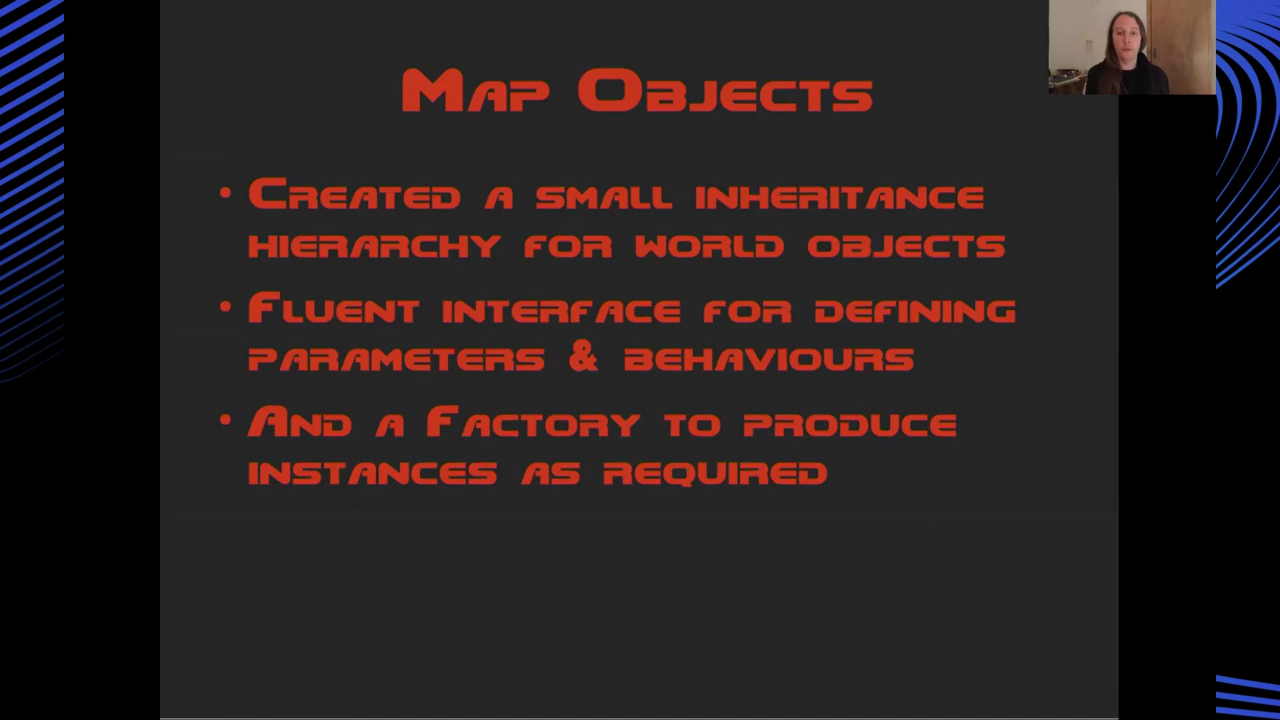 Map Objects
• Created a small inheritance
hierarchy for world objects
• Fluent interface for defining
parameters & behaviours
• And a Factory to produce
instances as required